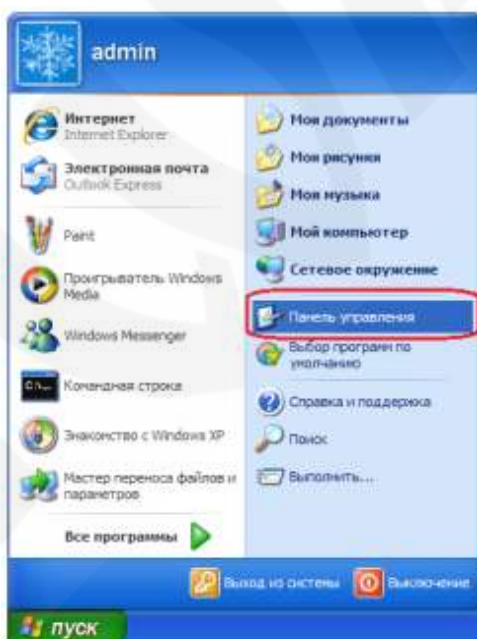 admin
Интернет
Internet Explorer
Электронная почта
Outlook Express
Paint
Проигрыватель Windows
Media
Windows Messenger
Командная строка
Знакомство с Windows XP
Мастер переноса файлов и
параметров
Все программы
Мои документы
Мои рисунки
Моя музыка
Мой компьютер
Сетевое окружение
Панель управления
Выбор программ по
умолчанию
Справка и поддержка
Поиск
Выполнить...
Выход из системы
Выключение
пуск